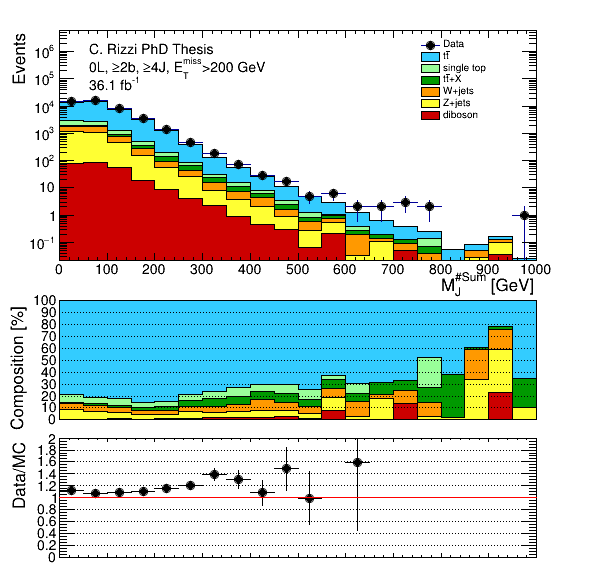 Events
10⁶
10⁵
10⁴
10³
10²
10
1
10⁻¹
C. Rizzi PhD Thesis
0L, ≥2b, ≥4J, E_T^miss>200 GeV
36.1 fb⁻¹
Data
tt̄
single top
tt̄+X
W+jets
Z+jets
diboson
0 100 200 300 400 500 600 700 800 900 1000
M_J^#Sum [GeV]
Composition [%]
100
90
80
70
60
50
40
30
20
10
0
Data/MC
2
1.8
1.6
1.4
1.2
1
0.8
0.6
0.4
0.2
0